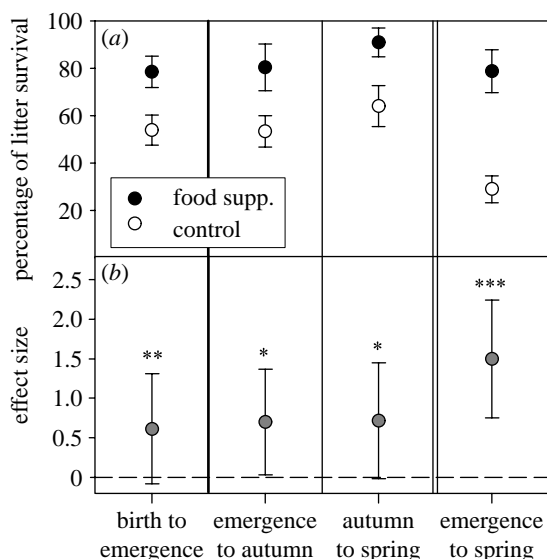 (a)
percentage of litter survival
100
80
60
40
20
food supp.
control
(b)
effect size
2.5
2.0
1.5
1.0
0.5
0
**
*
*
***
birth to
emergence
emergence
to autumn
autumn
to spring
emergence
to spring